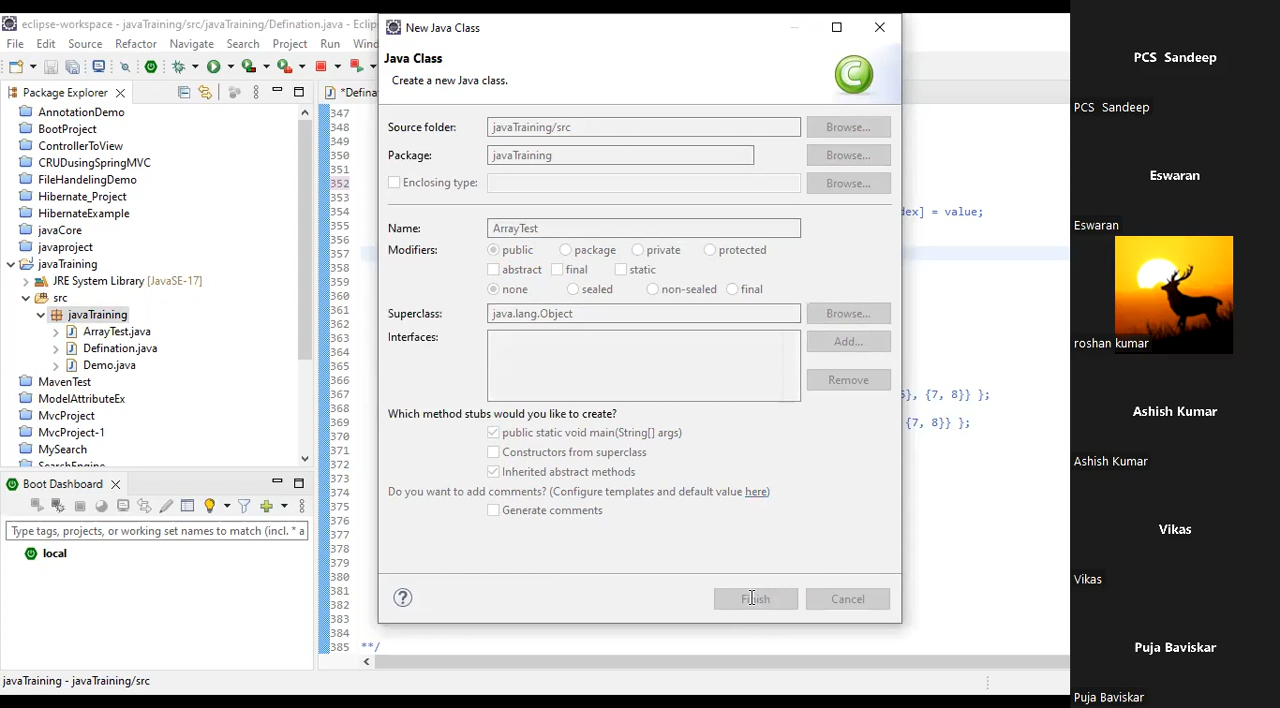 eclipse-workspace - javaTraining/src/javaTraining/Defination.java - Eclip
File Edit Source Refactor Navigate Search Project Run Wind
Package Explorer
AnnotationDemo
BootProject
ControllerToView
CRUDusingSpringMVC
FileHandelingDemo
Hibernate_Project
HibernateExample
javaCore
javaproject
javaTraining
JRE System Library [JavaSE-17]
src
javaTraining
ArrayTest.java
Defination.java
Demo.java
MavenTest
ModelAttributeEx
MvcProject
MvcProject-1
MySearch
SearchEngine
Boot Dashboard
Type tags, projects, or working set names to match (incl. * a
local
javaTraining - javaTraining/src
*Defina
347
348
349
350
351
352
353
354
dex] = value;
355
356
357
358
359
360
361
362
363
364
365
366
367
}, {7, 8}} };
368
369
{7, 8}} };
370
371
372
373
374
375
376
377
378
379
380
381
382
383
384
385 **/
New Java Class
Java Class
Create a new Java class.
Source folder: javaTraining/src Browse...
Package: javaTraining Browse...
Enclosing type: Browse...
Name: ArrayTest
Modifiers: public package private protected
abstract final static
none sealed non-sealed final
Superclass: java.lang.Object Browse...
Interfaces: Add...
Remove
Which method stubs would you like to create?
public static void main(String[] args)
Constructors from superclass
Inherited abstract methods
Do you want to add comments? (Configure templates and default value here)
Generate comments
? Finish Cancel
PCS Sandeep
PCS Sandeep
Eswaran
Eswaran
roshan kumar
Ashish Kumar
Ashish Kumar
Vikas
Vikas
Puja Baviskar
Puja Baviskar